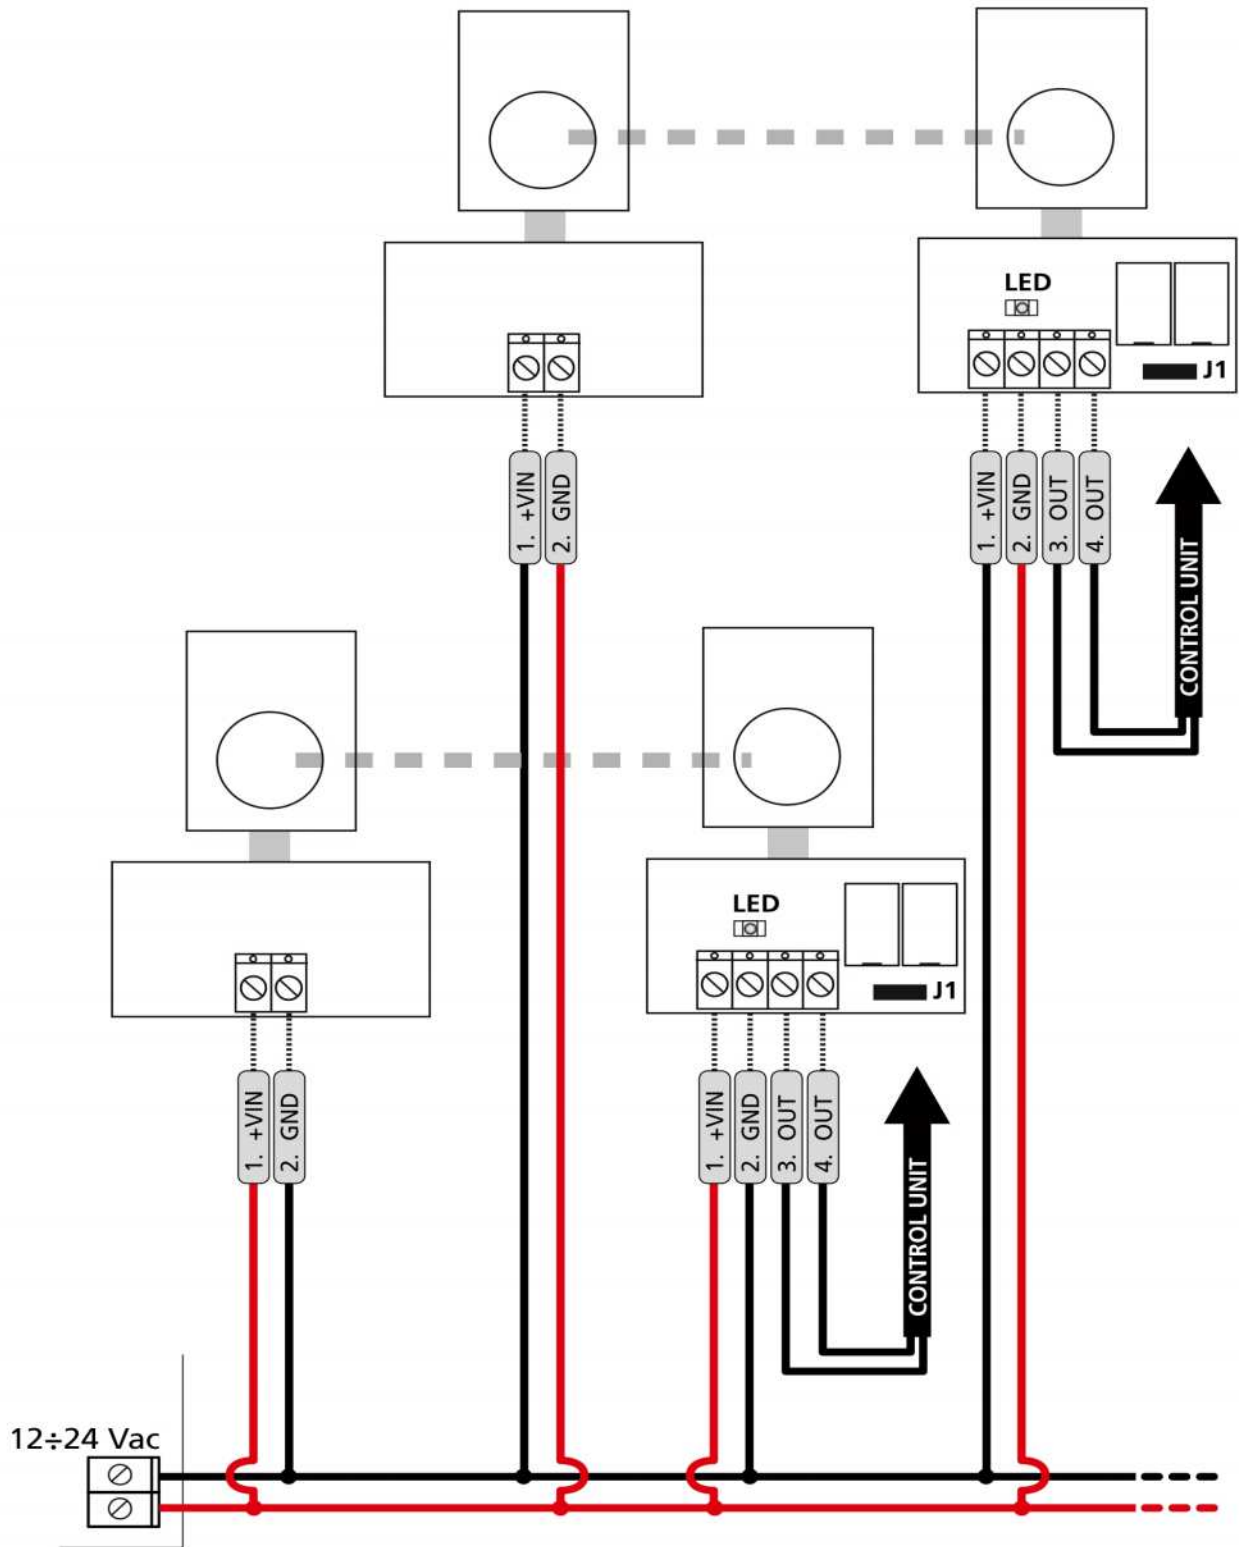 LED
J1
1. +VIN
2. GND
1. +VIN
2. GND
3. OUT
4. OUT
CONTROL UNIT
LED
J1
1. +VIN
2. GND
1. +VIN
2. GND
3. OUT
4. OUT
CONTROL UNIT
12÷24 Vac